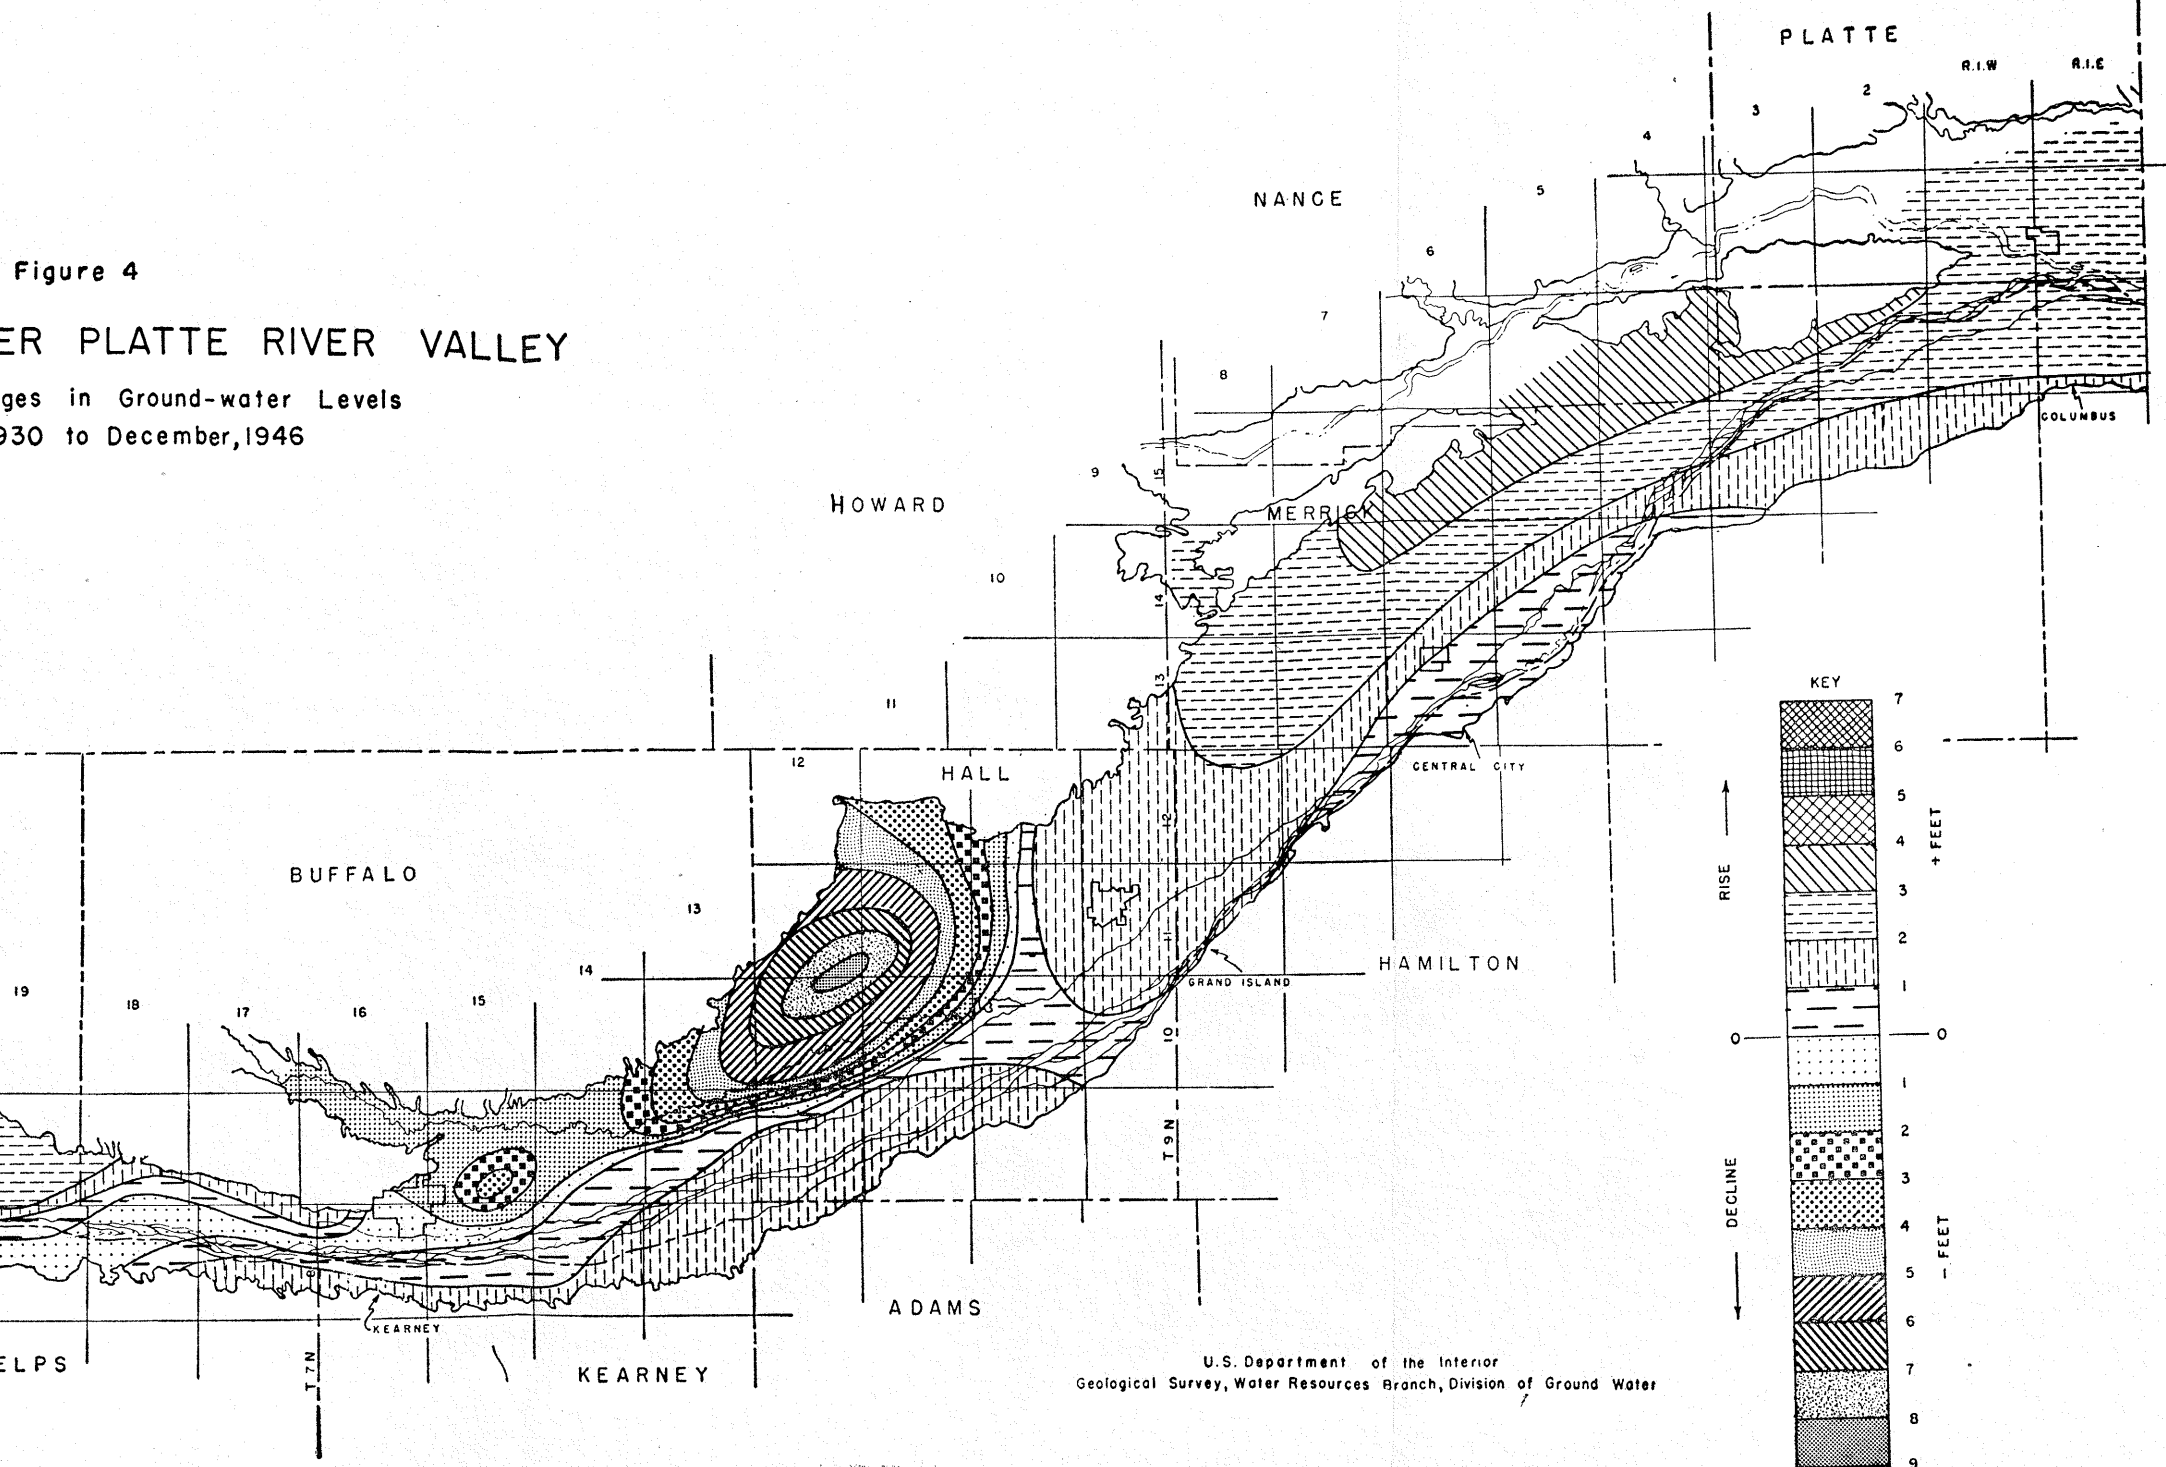 PLATTE
R.I.W
R.I.E
2
3
4
NANCE
5
6
Figure 4
7
ER PLATTE RIVER VALLEY
8
ges in Ground-water Levels
COLUMBUS
930 to December, 1946
9
15
HOWARD
MERRICK
10
14
13
KEY
7
11
6
12
HALL
CENTRAL CITY
5
12
4
+ FEET
BUFFALO
RISE
3
13
2
11
14
HAMILTON
GRAND ISLAND
1
19
18
17
16
15
10
0
0
1
2
T 9 N
3
DECLINE
4
- FEET
5
8
ADAMS
6
KEARNEY
ELPS
T 7 N
KEARNEY
U.S. Department of the Interior
Geological Survey, Water Resources Branch, Division of Ground Water
7
8
9